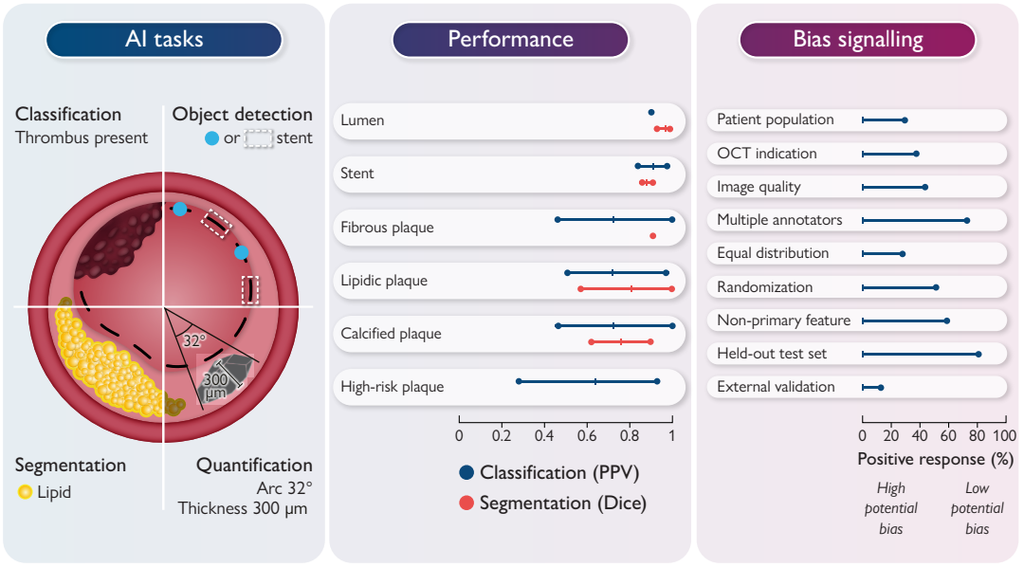 AI tasks
Classification
Thrombus present
Object detection
or stent
32°
300
μm
Segmentation
Lipid
Quantification
Arc 32°
Thickness 300 μm
Performance
Lumen
Stent
Fibrous plaque
Lipidic plaque
Calcified plaque
High-risk plaque
0 0.2 0.4 0.6 0.8 1
Classification (PPV)
Segmentation (Dice)
Bias signalling
Patient population
OCT indication
Image quality
Multiple annotators
Equal distribution
Randomization
Non-primary feature
Held-out test set
External validation
0 20 40 60 80 100
Positive response (%)
High
potential
bias
Low
potential
bias